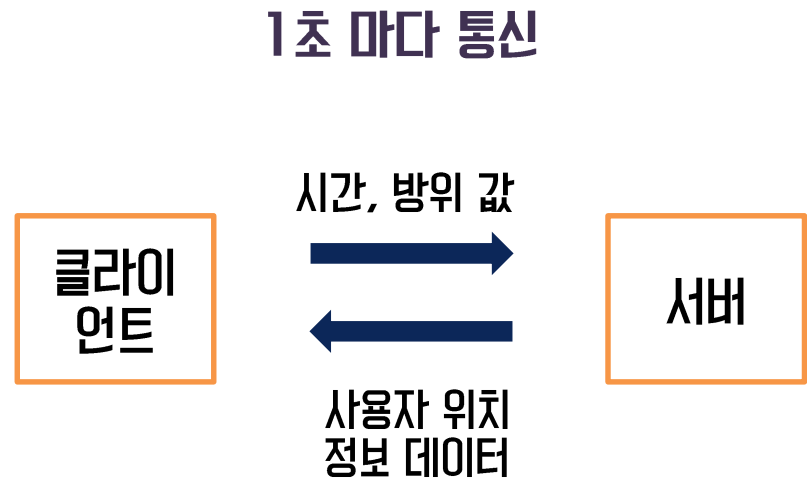 1초 마다 통신
시간, 방위 값
클라이
언트
서버
사용자 위치
정보 데이터